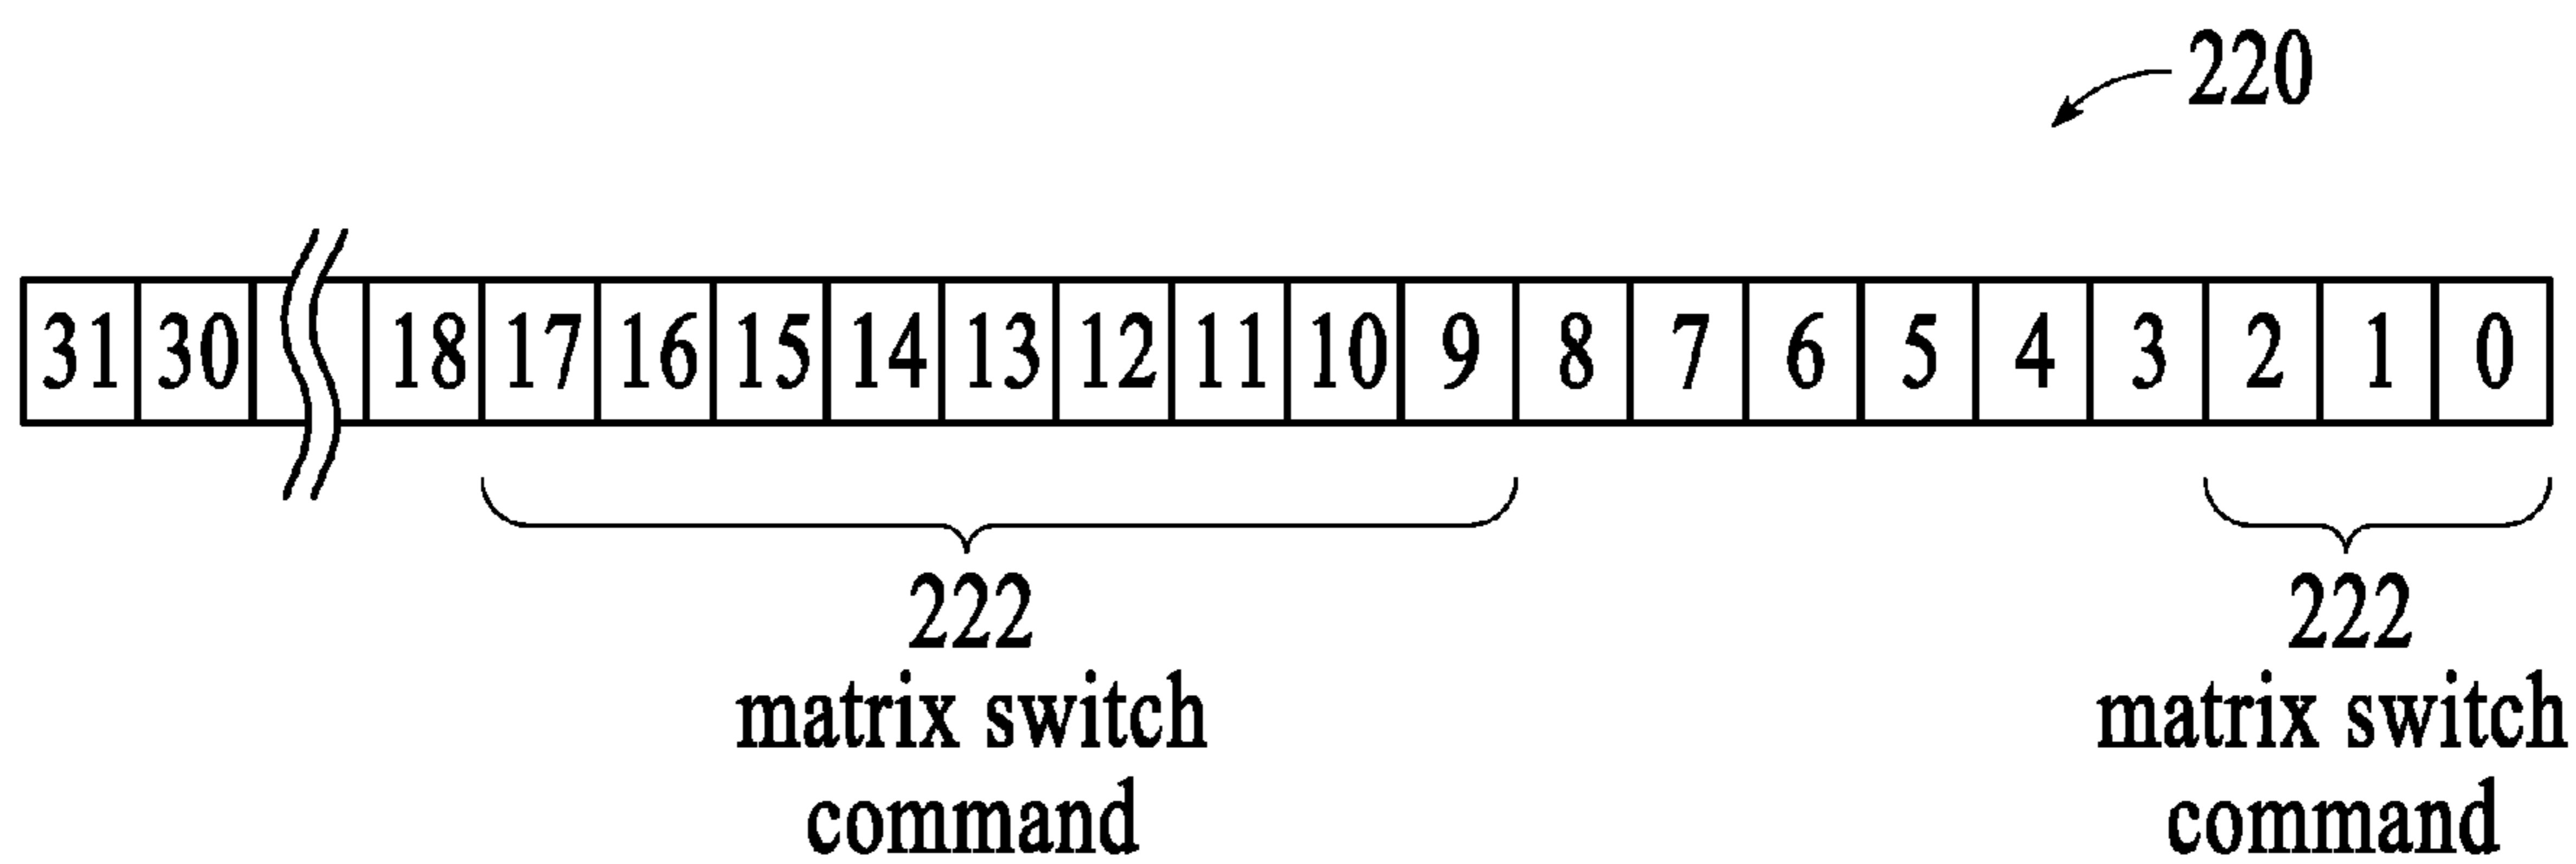 220
31 30 18 17 16 15 14 13 12 11 10 9 8 7 6 5 4 3 2 1 0
222
matrix switch
command
222
matrix switch
command